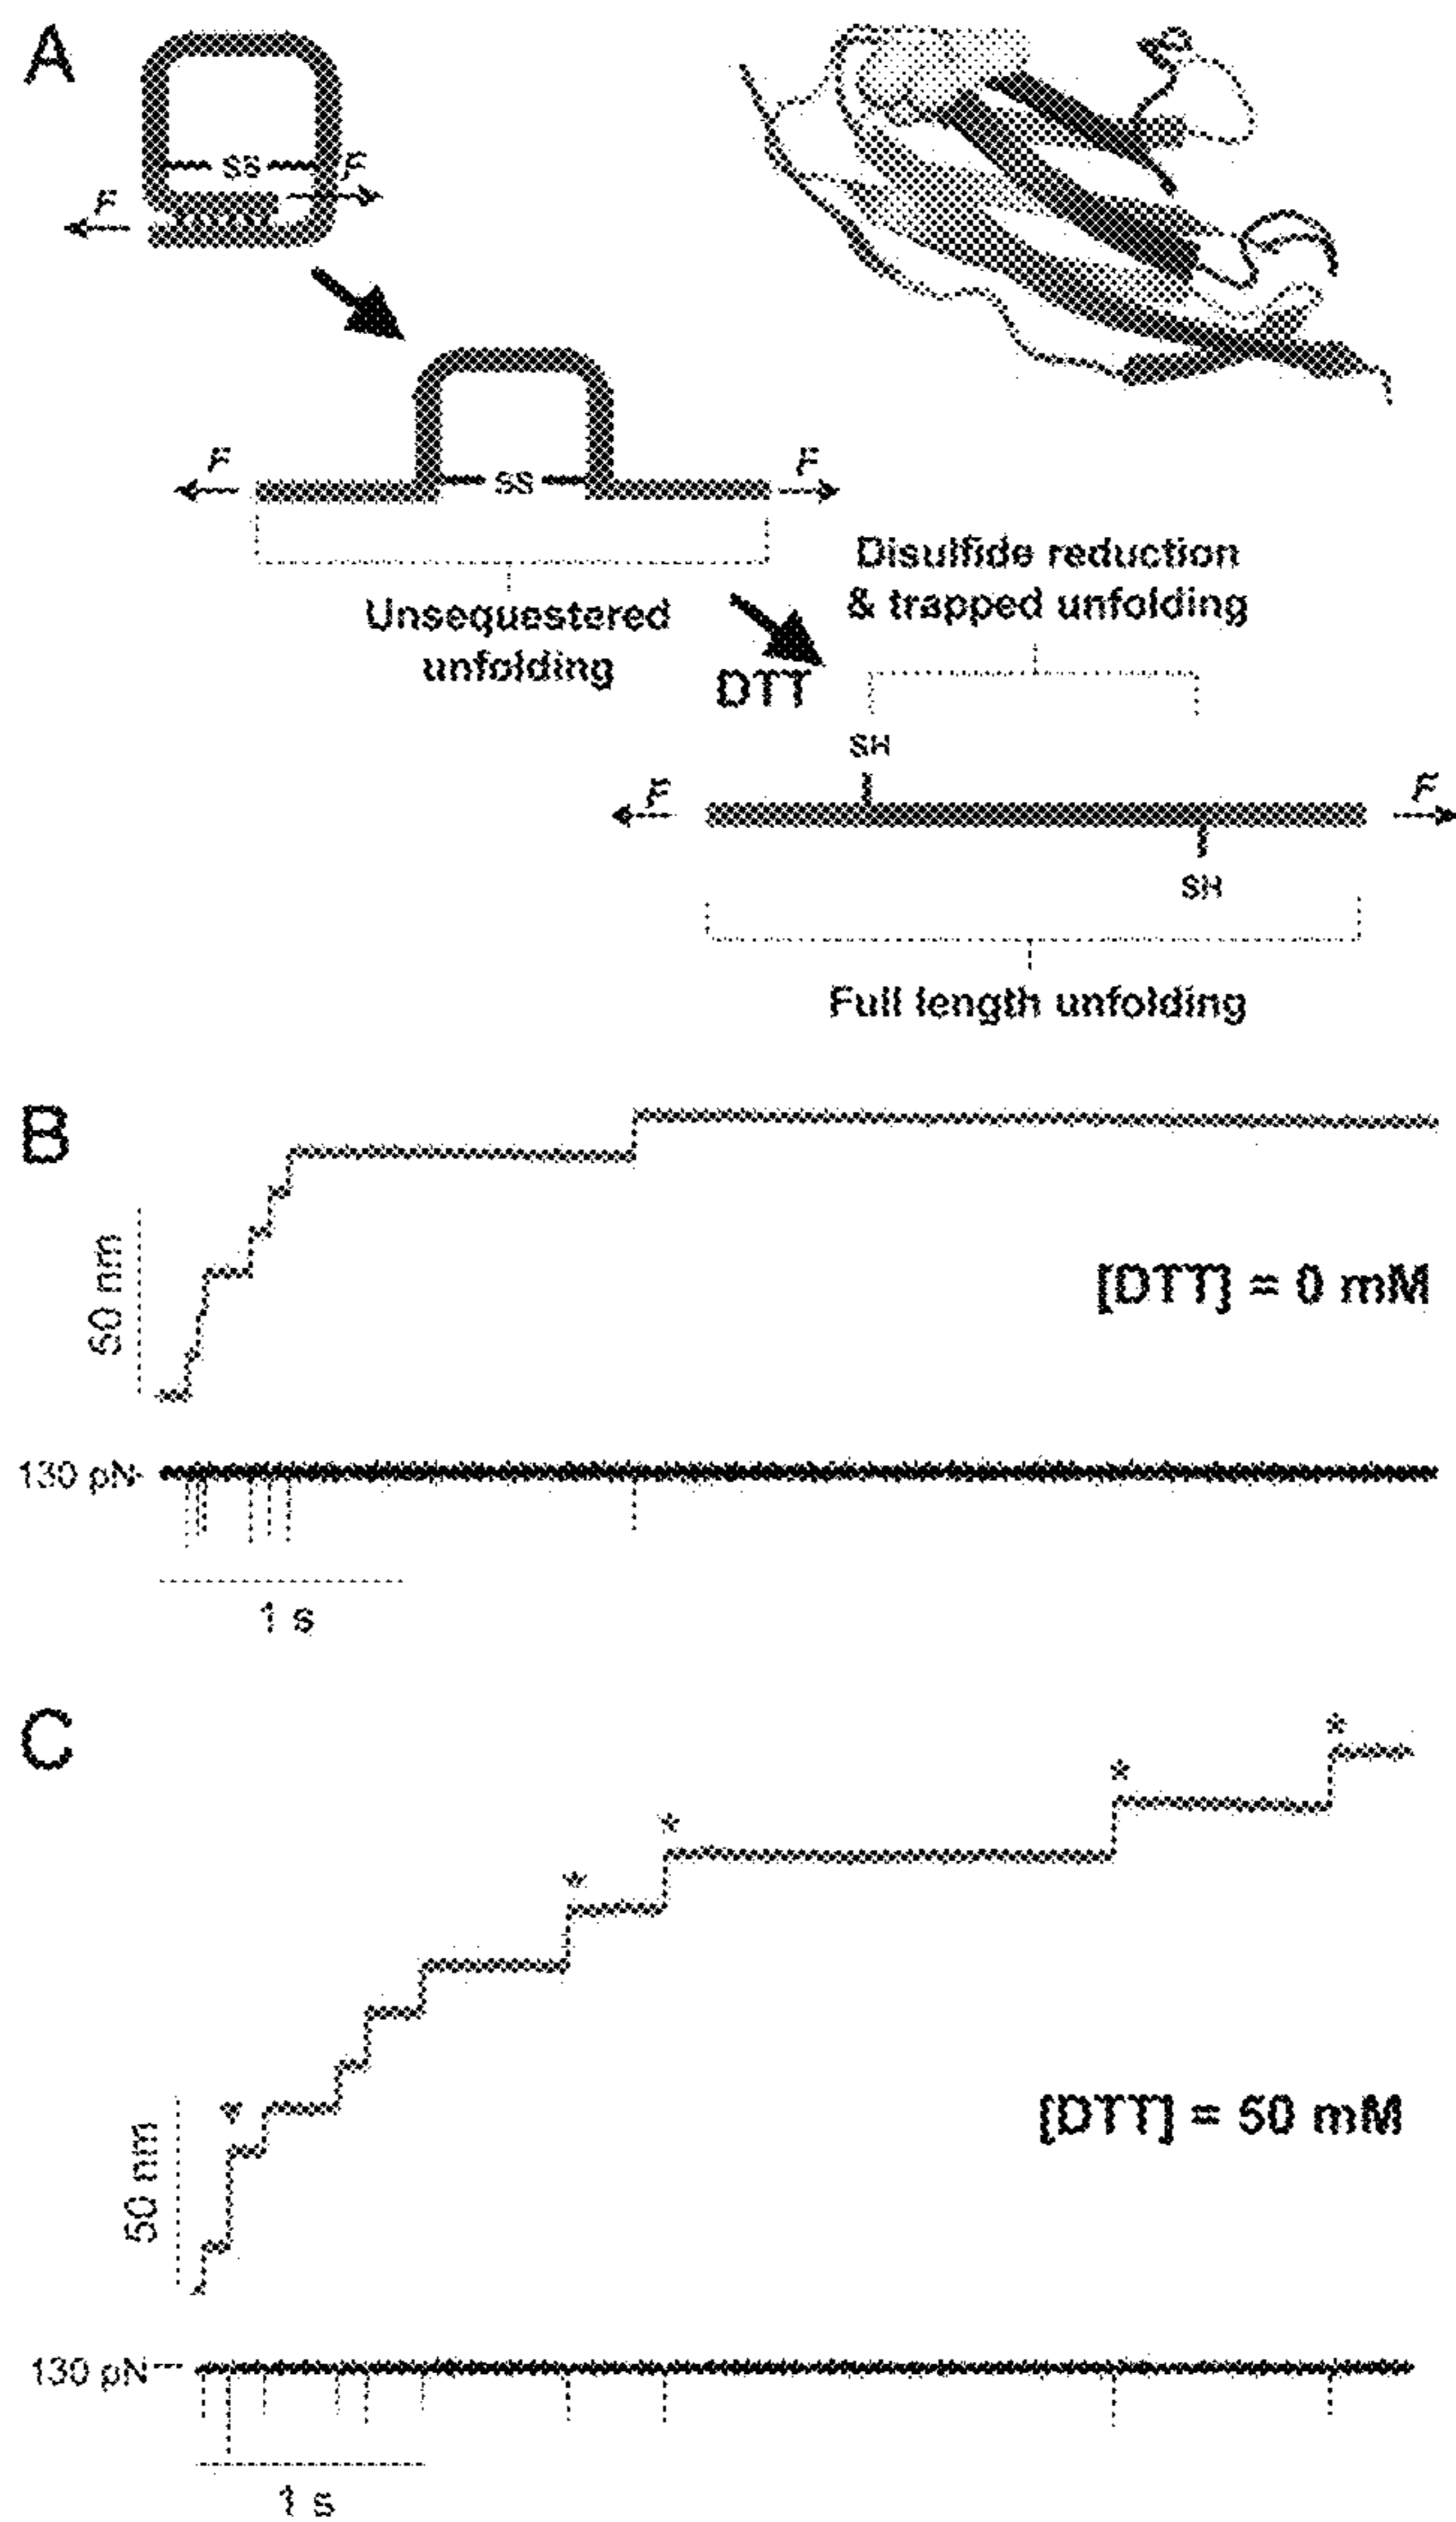 A
SS
F
F
F
SS
F
Unsequestered
unfolding
Disulfide reduction
& trapped unfolding
DTT
SH
F
F
SH
Full length unfolding
B
50 nm
[DTT] = 0 mM
130 pN
1 s
C
*
*
*
*
50 nm
[DTT] = 50 mM
130 pN
1 s